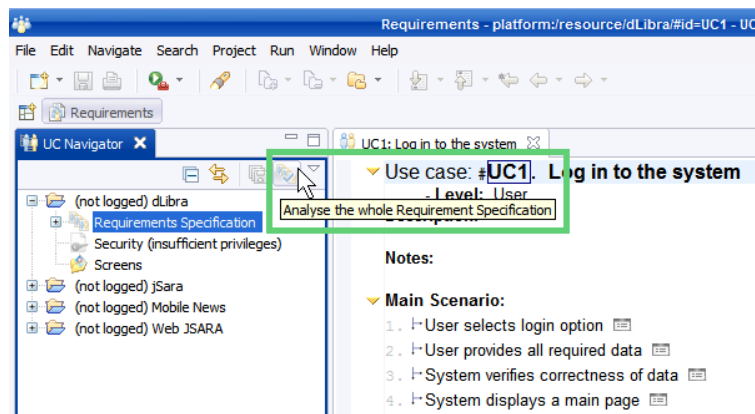 Requirements - platform:/resource/dLibra/#id=UC1 - UC
File Edit Navigate Search Project Run Window Help
Requirements
UC Navigator
UC1: Log in to the system
Use case: #UC1. Log in to the system
- Level: User
Analyse the whole Requirement Specification
(not logged) dLibra
Requirements Specification
Security (insufficient privileges)
Screens
(not logged) jSara
(not logged) Mobile News
(not logged) Web JSARA
Description:
Notes:
Main Scenario:
1. User selects login option
2. User provides all required data
3. System verifies correctness of data
4. System displays a main page